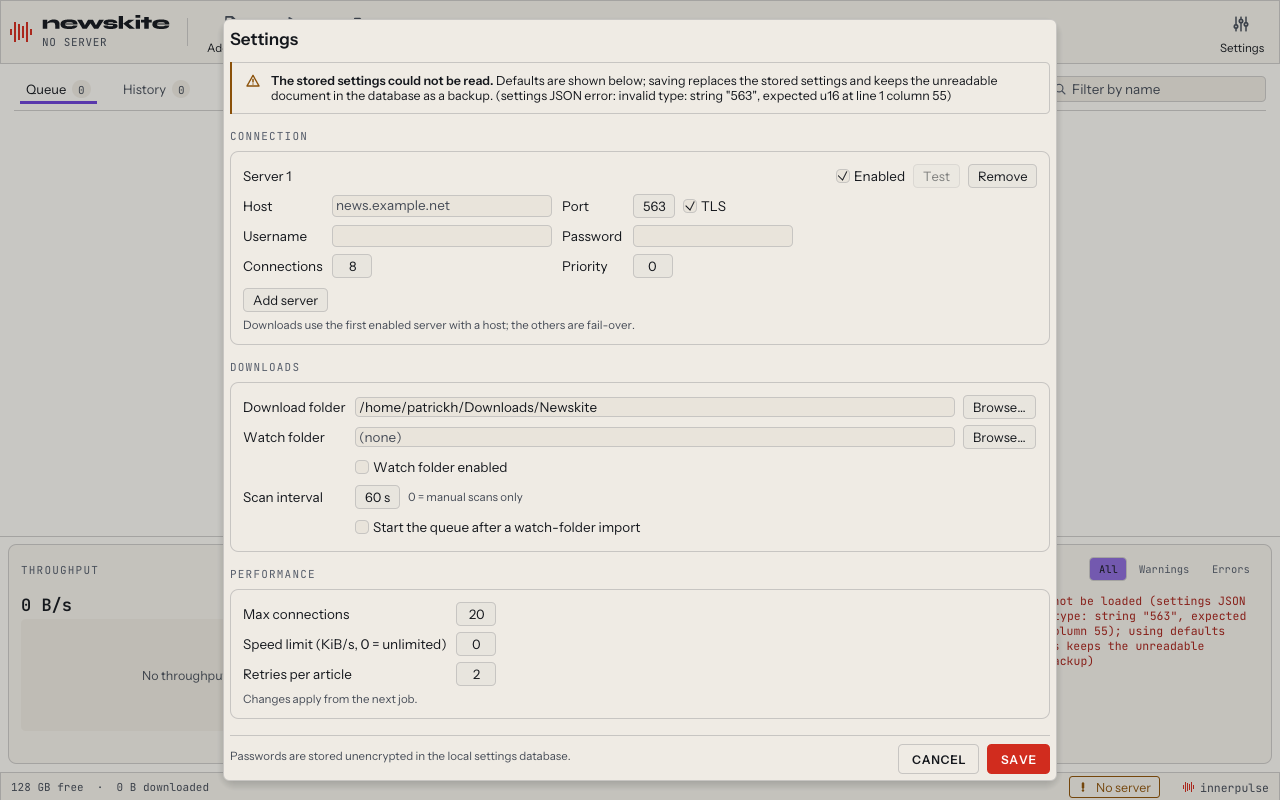 newskite
NO SERVER
Settings
Queue 0
History 0
Filter by name
Settings
The stored settings could not be read. Defaults are shown below; saving replaces the stored settings and keeps the unreadable
document in the database as a backup. (settings JSON error: invalid type: string "563", expected u16 at line 1 column 55)
CONNECTION
Server 1
Enabled
Test
Remove
Host
news.example.net
Port
563
TLS
Username
Password
Connections
8
Priority
0
Add server
Downloads use the first enabled server with a host; the others are fail-over.
DOWNLOADS
Download folder
/home/patrickh/Downloads/Newskite
Browse...
Watch folder
(none)
Browse...
Watch folder enabled
Scan interval
60 s
0 = manual scans only
Start the queue after a watch-folder import
PERFORMANCE
Max connections
20
Speed limit (KiB/s, 0 = unlimited)
0
Retries per article
2
Changes apply from the next job.
Passwords are stored unencrypted in the local settings database.
CANCEL
SAVE
THROUGHPUT
0 B/s
No
All
Warnings
Errors
be loaded (settings JSON
type: string "563", expected
55); using defaults
keeps the unreadable
128 GB free · 0 B downloaded
! No server
innerpulse